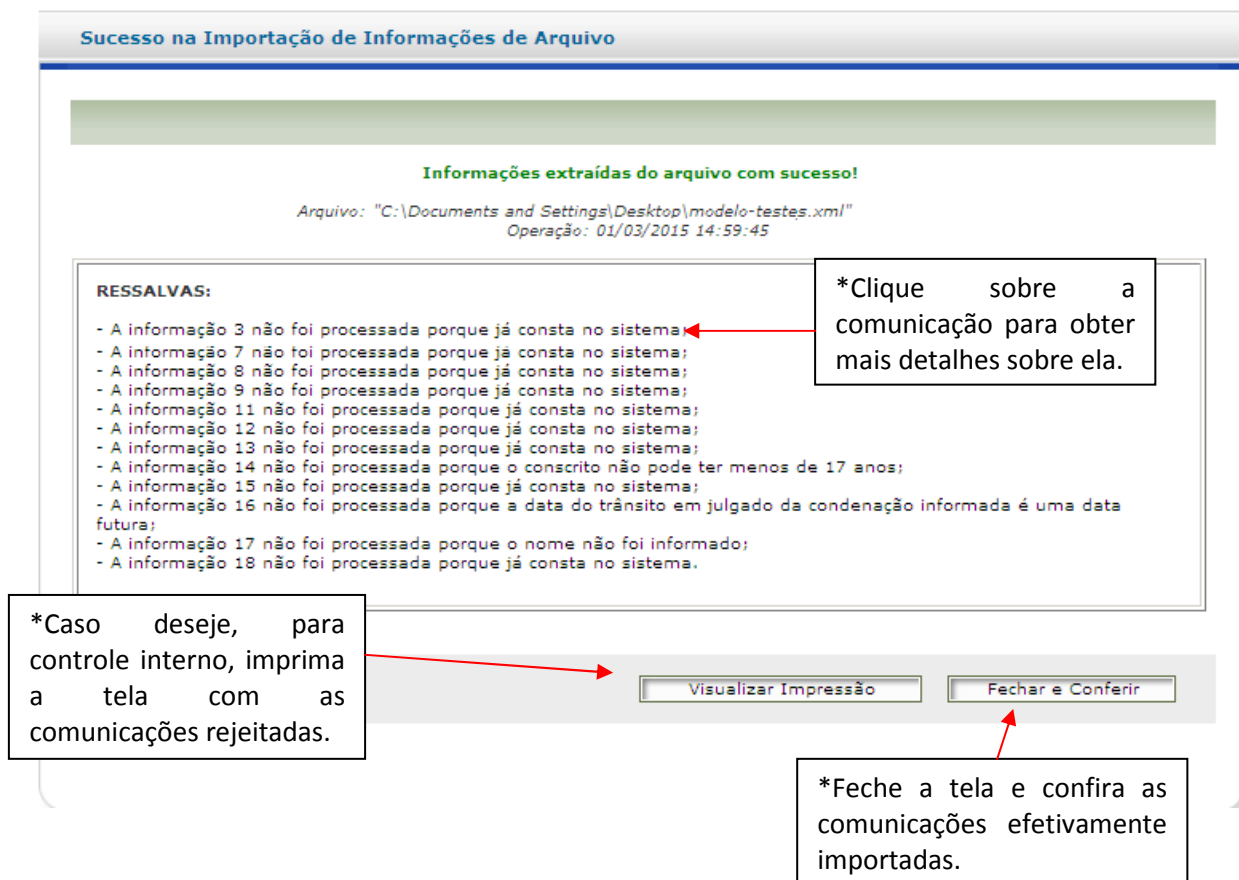 Sucesso na Importação de Informações de Arquivo
Informações extraídas do arquivo com sucesso!
Arquivo: "C:\Documents and Settings\Desktop\modelo-testes.xml"
Operação: 01/03/2015 14:59:45
RESSALVAS:
- A informação 3 não foi processada porque já consta no sistema;
- A informação 7 não foi processada porque já consta no sistema;
- A informação 8 não foi processada porque já consta no sistema;
- A informação 9 não foi processada porque já consta no sistema;
- A informação 11 não foi processada porque já consta no sistema;
- A informação 12 não foi processada porque já consta no sistema;
- A informação 13 não foi processada porque já consta no sistema;
- A informação 14 não foi processada porque o conscrito não pode ter menos de 17 anos;
- A informação 15 não foi processada porque já consta no sistema;
- A informação 16 não foi processada porque a data do trânsito em julgado da condenação informada é uma data
futura;
- A informação 17 não foi processada porque o nome não foi informado;
- A informação 18 não foi processada porque já consta no sistema.
*Clique sobre a
comunicação para obter
mais detalhes sobre ela.
*Caso deseje, para
controle interno, imprima
a tela com as
comunicações rejeitadas.
Visualizar Impressão
Fechar e Conferir
*Feche a tela e confira as
comunicações efetivamente
importadas.